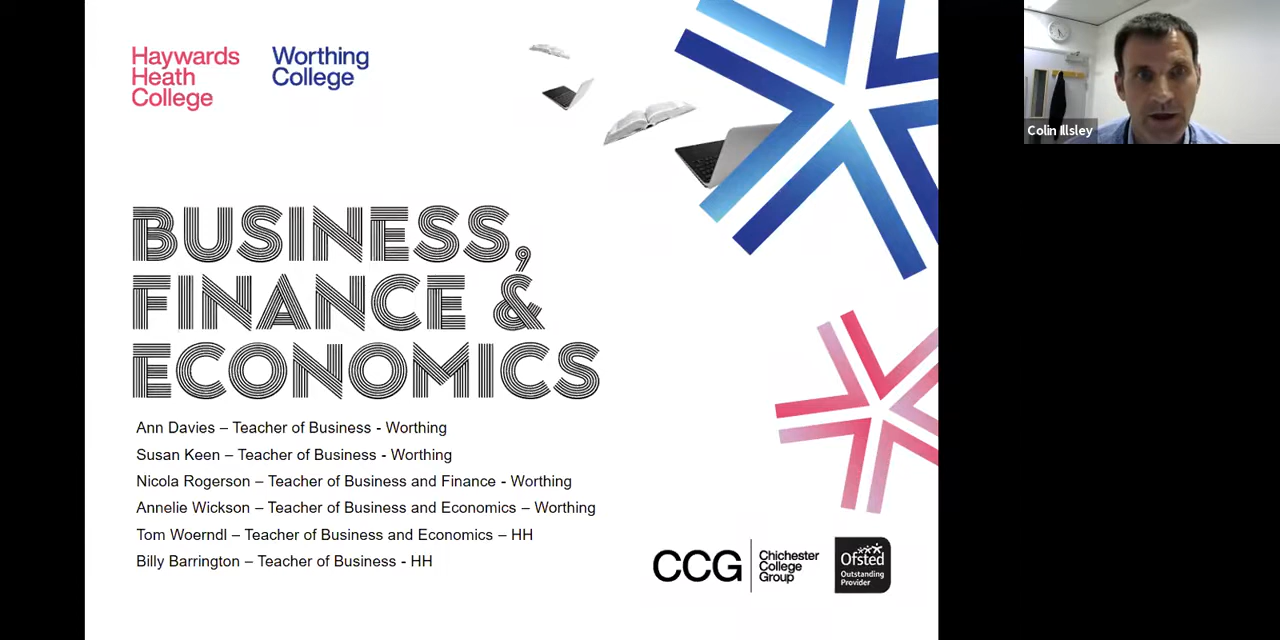 Haywards
Heath
College
Worthing
College
BUSINESS,
FINANCE &
ECONOMICS
Ann Davies – Teacher of Business - Worthing
Susan Keen – Teacher of Business - Worthing
Nicola Rogerson – Teacher of Business and Finance - Worthing
Annelie Wickson – Teacher of Business and Economics – Worthing
Tom Woerndl – Teacher of Business and Economics – HH
Billy Barrington – Teacher of Business - HH
CCG
Chichester
College
Group
Ofsted
Outstanding
Provider
Colin Illsley